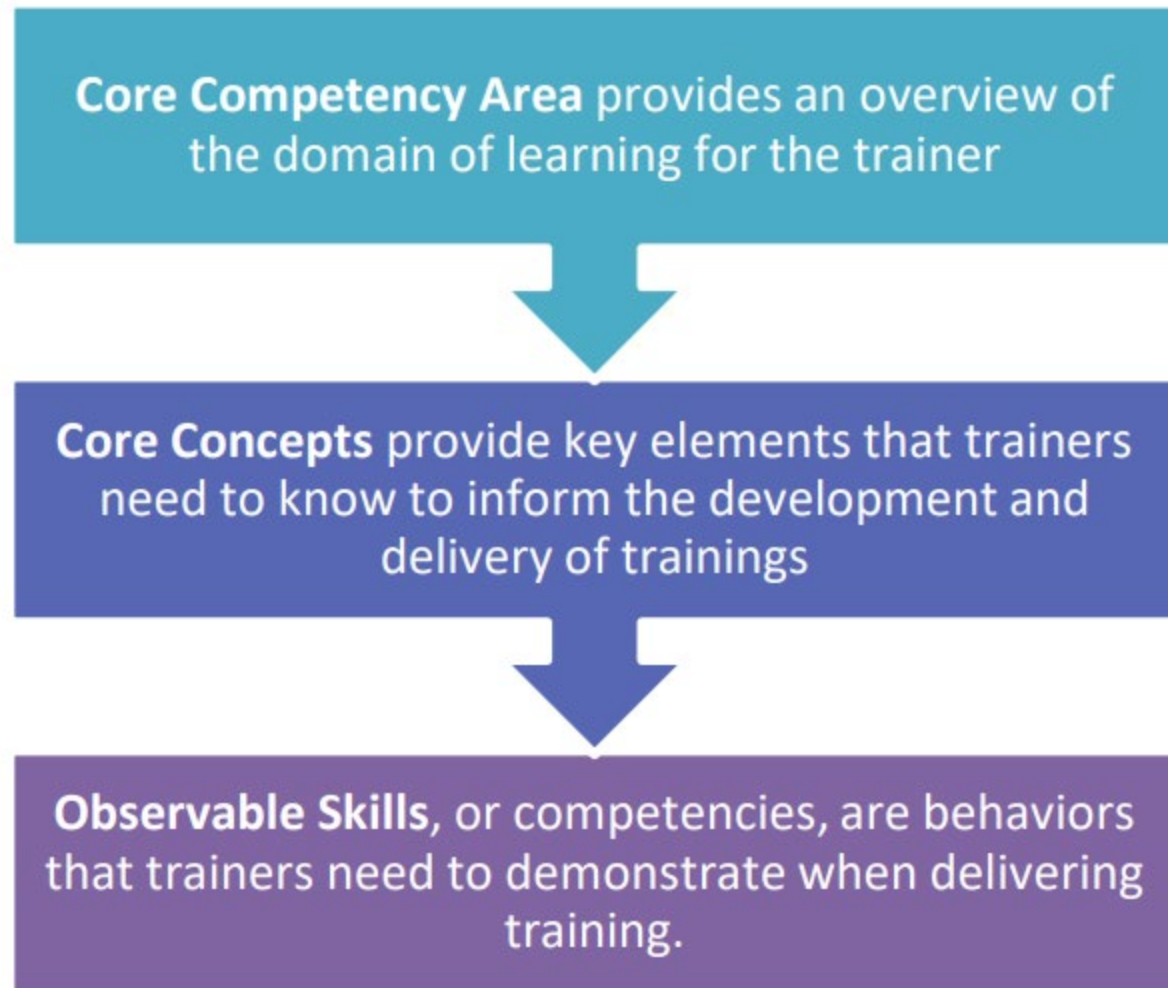 Core Competency Area provides an overview of
the domain of learning for the trainer
Core Concepts provide key elements that trainers
need to know to inform the development and
delivery of trainings
Observable Skills, or competencies, are behaviors
that trainers need to demonstrate when delivering
training.